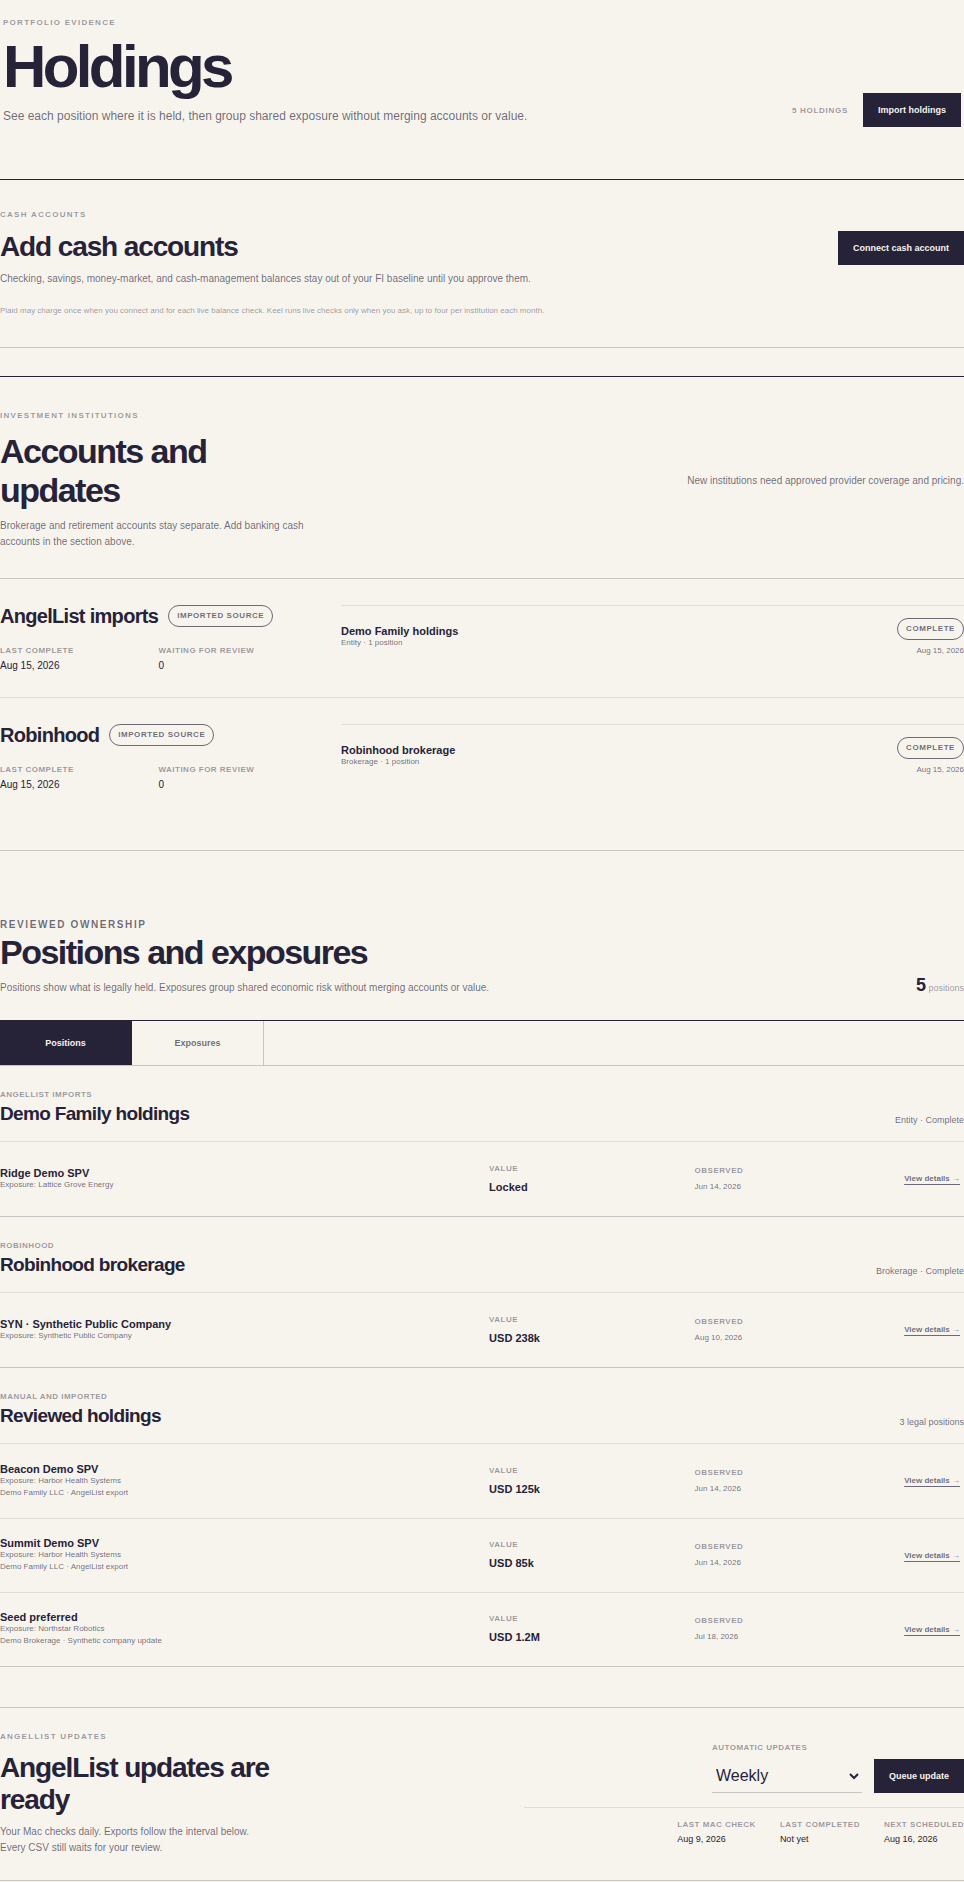 PORTFOLIO EVIDENCE
Holdings
See each position where it is held, then group shared exposure without merging accounts or value.
5 HOLDINGS
Import holdings
CASH ACCOUNTS
Add cash accounts
Connect cash account
Checking, savings, money-market, and cash-management balances stay out of your FI baseline until you approve them.
Plaid may charge once when you connect and for each live balance check. Keel runs live checks only when you ask, up to four per institution each month.
INVESTMENT INSTITUTIONS
Accounts and
updates
New institutions need approved provider coverage and pricing.
Brokerage and retirement accounts stay separate. Add banking cash
accounts in the section above.
AngelList imports
IMPORTED SOURCE
LAST COMPLETE
WAITING FOR REVIEW
Aug 15, 2026
0
Demo Family holdings
Entity · 1 position
COMPLETE
Aug 15, 2026
Robinhood
IMPORTED SOURCE
LAST COMPLETE
WAITING FOR REVIEW
Aug 15, 2026
0
Robinhood brokerage
Brokerage · 1 position
COMPLETE
Aug 15, 2026
REVIEWED OWNERSHIP
Positions and exposures
Positions show what is legally held. Exposures group shared economic risk without merging accounts or value.
5 positions
Positions
Exposures
ANGELLIST IMPORTS
Demo Family holdings
Entity · Complete
Ridge Demo SPV
Exposure: Lattice Grove Energy
VALUE
Locked
OBSERVED
Jun 14, 2026
View details →
ROBINHOOD
Robinhood brokerage
Brokerage · Complete
SYN · Synthetic Public Company
Exposure: Synthetic Public Company
VALUE
USD 238k
OBSERVED
Aug 10, 2026
View details →
MANUAL AND IMPORTED
Reviewed holdings
3 legal positions
Beacon Demo SPV
Exposure: Harbor Health Systems
Demo Family LLC · AngelList export
VALUE
USD 125k
OBSERVED
Jun 14, 2026
View details →
Summit Demo SPV
Exposure: Harbor Health Systems
Demo Family LLC · AngelList export
VALUE
USD 85k
OBSERVED
Jun 14, 2026
View details →
Seed preferred
Exposure: Northstar Robotics
Demo Brokerage · Synthetic company update
VALUE
USD 1.2M
OBSERVED
Jul 18, 2026
View details →
ANGELLIST UPDATES
AngelList updates are
ready
Your Mac checks daily. Exports follow the interval below.
Every CSV still waits for your review.
AUTOMATIC UPDATES
Weekly
Queue update
LAST MAC CHECK
Aug 9, 2026
LAST COMPLETED
Not yet
NEXT SCHEDULED
Aug 16, 2026